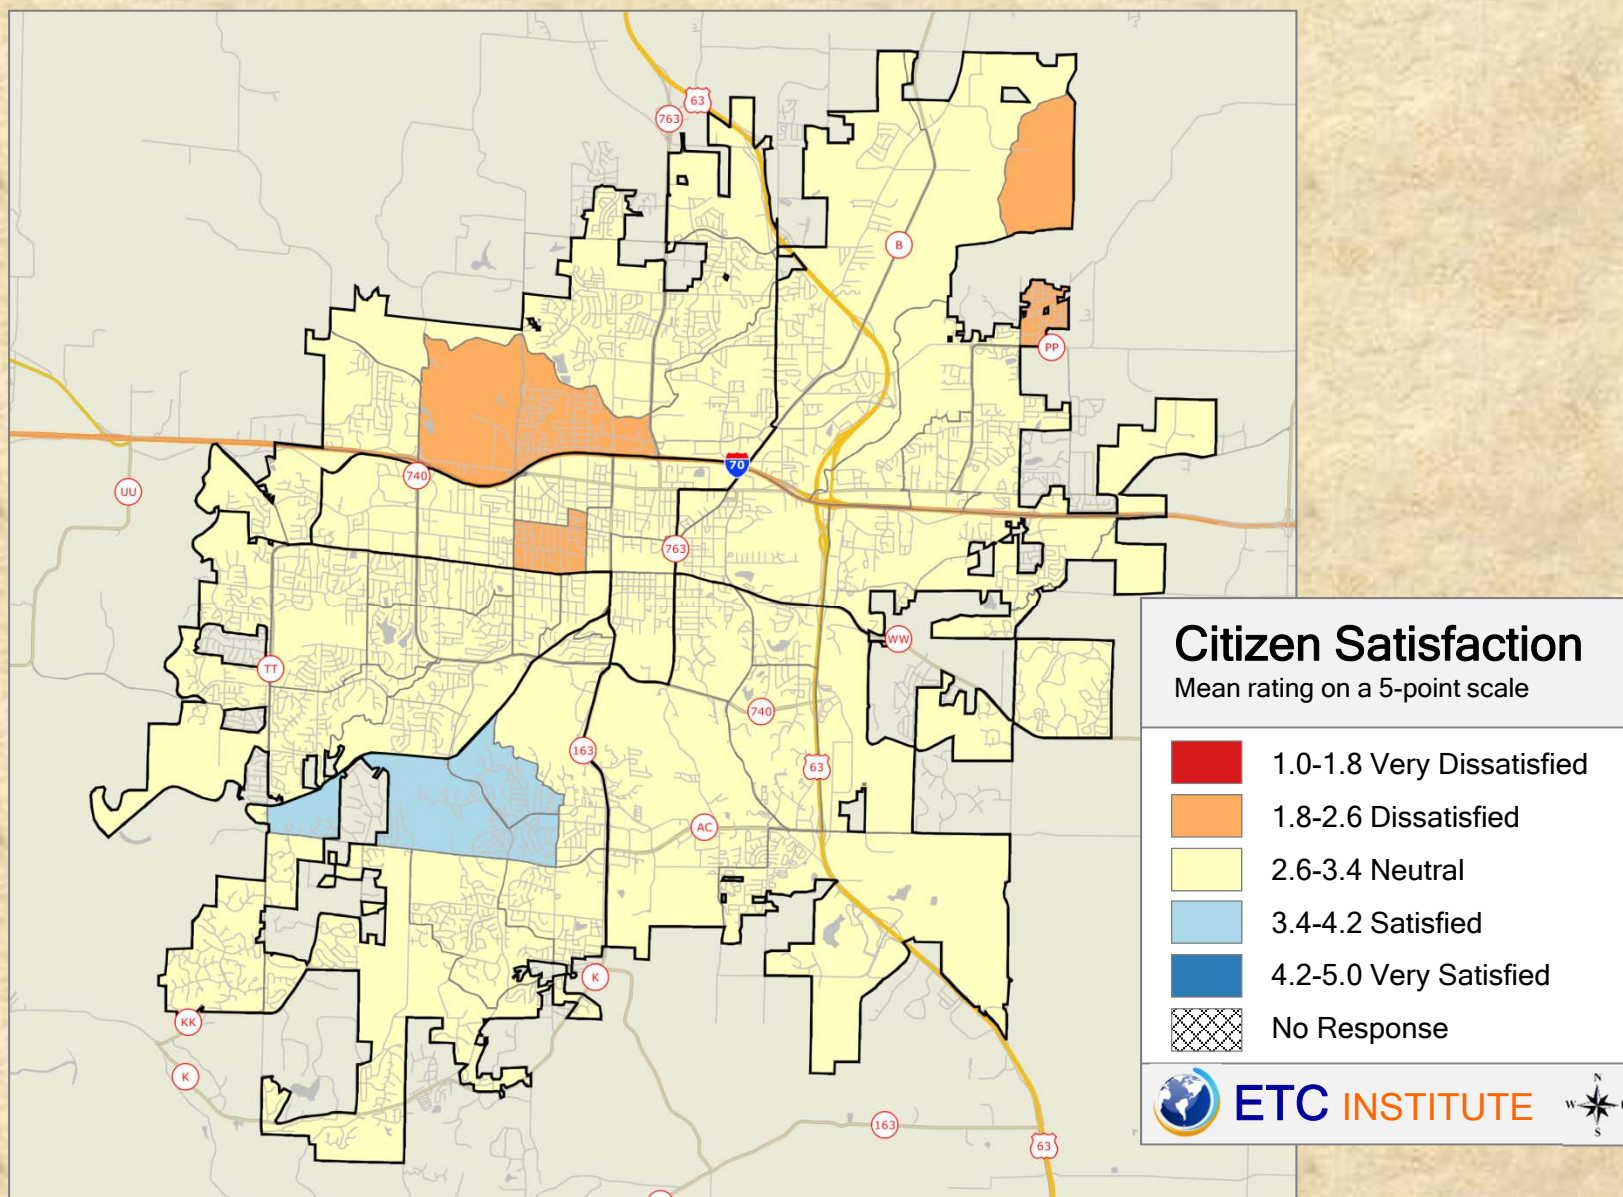 63
763
B
PP
740
70
UU
763
WW
TT
740
163
63
AC
K
KK
K
163
63
Citizen Satisfaction
Mean rating on a 5-point scale
1.0-1.8 Very Dissatisfied
1.8-2.6 Dissatisfied
2.6-3.4 Neutral
3.4-4.2 Satisfied
4.2-5.0 Very Satisfied
No Response
ETC INSTITUTE
N
W
S